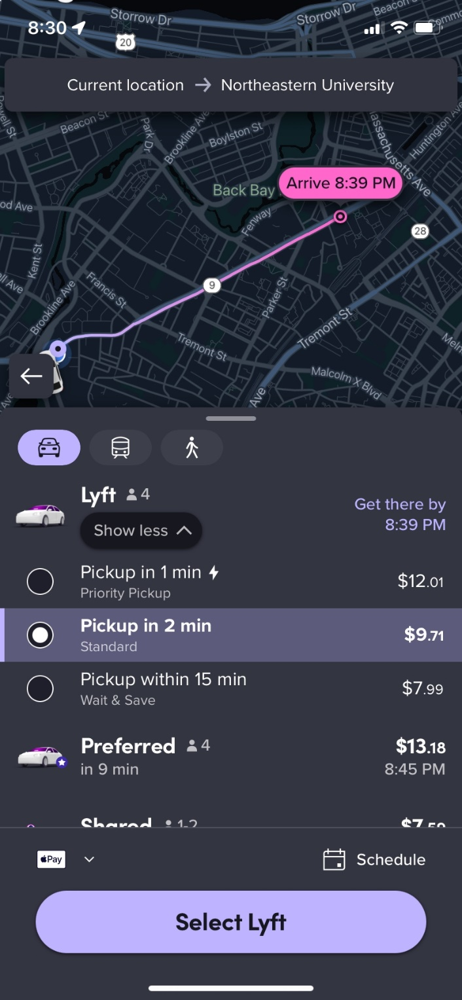 Storrow Dr
Storrow Dr
Beacon S
Commo
8:30
20
Current location → Northeastern University
Beacon St
Park Dr
Brookline Ave
Boylston St
assachusetts Ave
Huntington Ave
Back Bay
Arrive 8:39 PM
od Ave
Fenway
28
Kent St
ll Ave
Francis St
9
Parker St
Brookline Ave
Tremont St
Tremont St
Malcolm X Blvd
Ave
Lyft 4
Get there by
8:39 PM
Show less
Pickup in 1 min
$12.01
Priority Pickup
Pickup in 2 min
$9.71
Standard
Pickup within 15 min
$7.99
Wait & Save
Preferred 4
$13.18
in 9 min
8:45 PM
Shared 1-2
$7.59
Pay
Schedule
Select Lyft